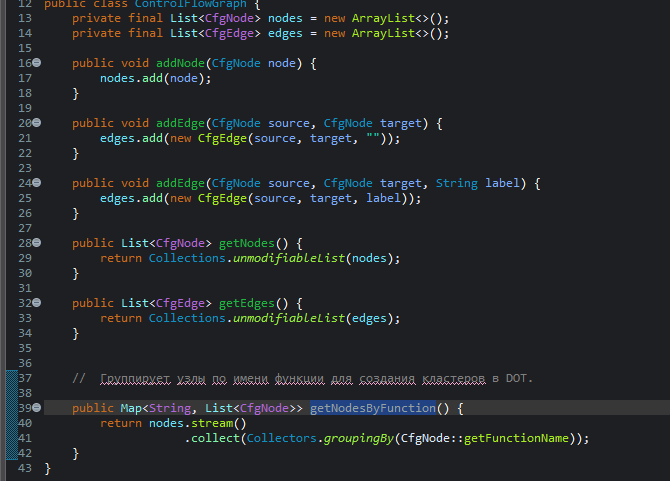 12 public class ControlFlowGraph {
13     private final List<CfgNode> nodes = new ArrayList<>();
14     private final List<CfgEdge> edges = new ArrayList<>();
15
16     public void addNode(CfgNode node) {
17         nodes.add(node);
18     }
19
20     public void addEdge(CfgNode source, CfgNode target) {
21         edges.add(new CfgEdge(source, target, ""));
22     }
23
24     public void addEdge(CfgNode source, CfgNode target, String label) {
25         edges.add(new CfgEdge(source, target, label));
26     }
27
28     public List<CfgNode> getNodes() {
29         return Collections.unmodifiableList(nodes);
30     }
31
32     public List<CfgEdge> getEdges() {
33         return Collections.unmodifiableList(edges);
34     }
35
36
37     //  Группирует узлы по имени функции для создания кластеров в DOT.
38
39     public Map<String, List<CfgNode>> getNodesByFunction() {
40         return nodes.stream()
41                     .collect(Collectors.groupingBy(CfgNode::getFunctionName));
42     }
43 }